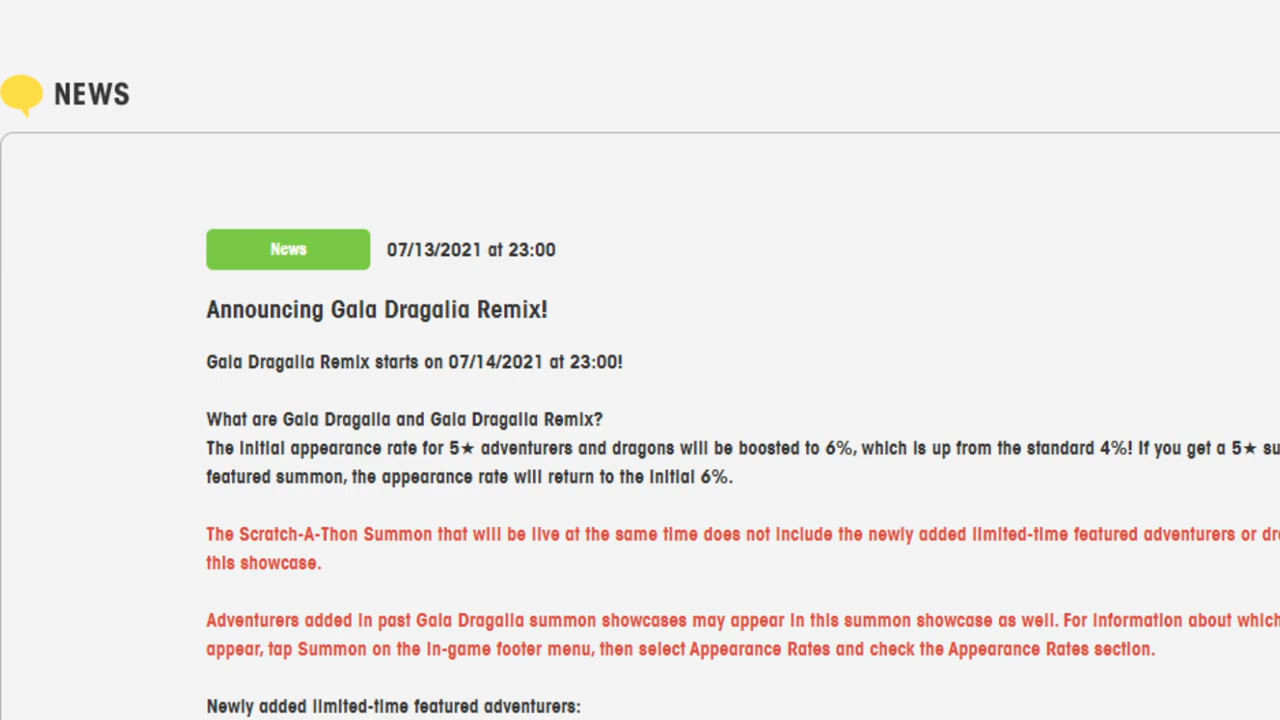 NEWS
News
07/13/2021 at 23:00
Announcing Gala Dragalia Remix!
Gala Dragalia Remix starts on 07/14/2021 at 23:00!
What are Gala Dragalia and Gala Dragalia Remix?
The initial appearance rate for 5★ adventurers and dragons will be boosted to 6%, which is up from the standard 4%! If you get a 5★
featured summon, the appearance rate will return to the initial 6%.
The Scratch-A-Thon Summon that will be live at the same time does not include the newly added limited-time featured adventurers or
this showcase.
Adventurers added in past Gala Dragalia summon showcases may appear in this summon showcase as well. For information about which
appear, tap Summon on the in-game footer menu, then select Appearance Rates and check the Appearance Rates section.
Newly added limited-time featured adventurers: